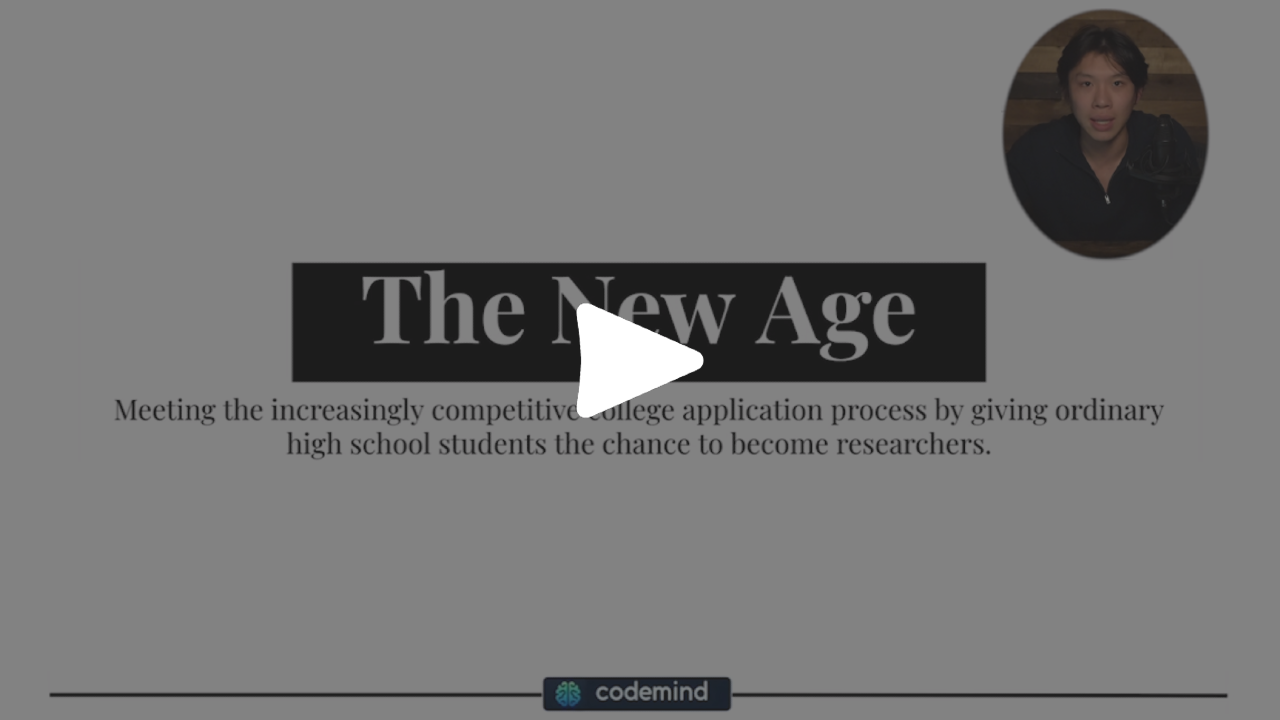 The New Age
Meeting the increasingly competitive college application process by giving ordinary
high school students the chance to become researchers.
codemind